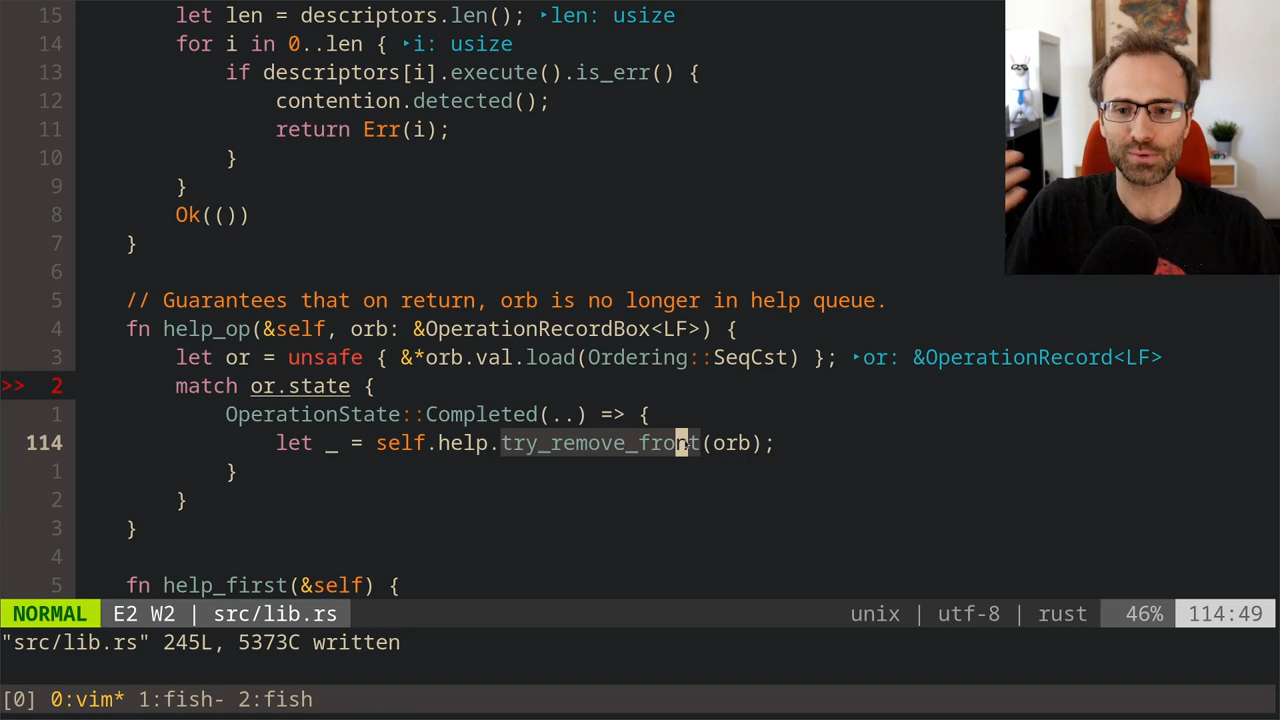 15 let len = descriptors.len(); ‣len: usize
14 for i in 0..len { ‣i: usize
13 if descriptors[i].execute().is_err() {
12 contention.detected();
11 return Err(i);
10 }
9 }
8 Ok(())
7 }
6
5 // Guarantees that on return, orb is no longer in help queue.
4 fn help_op(&self, orb: &OperationRecordBox<LF>) {
3 let or = unsafe { &*orb.val.load(Ordering::SeqCst) }; ‣or: &OperationRecord<LF>
>> 2 match or.state {
1 OperationState::Completed(..) => {
114 let _ = self.help.try_remove_front(orb);
1 }
2 }
3 }
4
5 fn help_first(&self) {
NORMAL E2 W2 | src/lib.rs unix | utf-8 | rust 46% 114:49
"src/lib.rs" 245L, 5373C written
[0] 0:vim* 1:fish- 2:fish